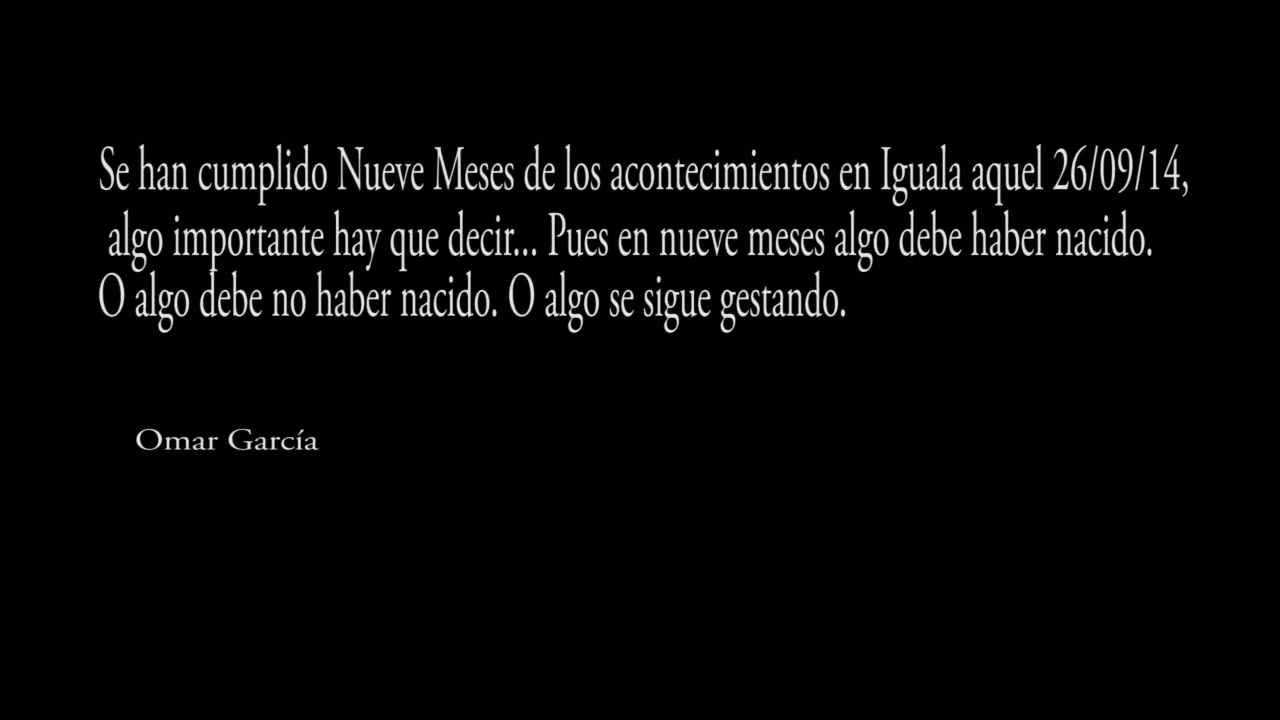 Se han cumplido Nueve Meses de los acontecimientos en Iguala aquel 26/09/14,
algo importante hay que decir... Pues en nueve meses algo debe haber nacido.
O algo debe no haber nacido. O algo se sigue gestando.
Omar García